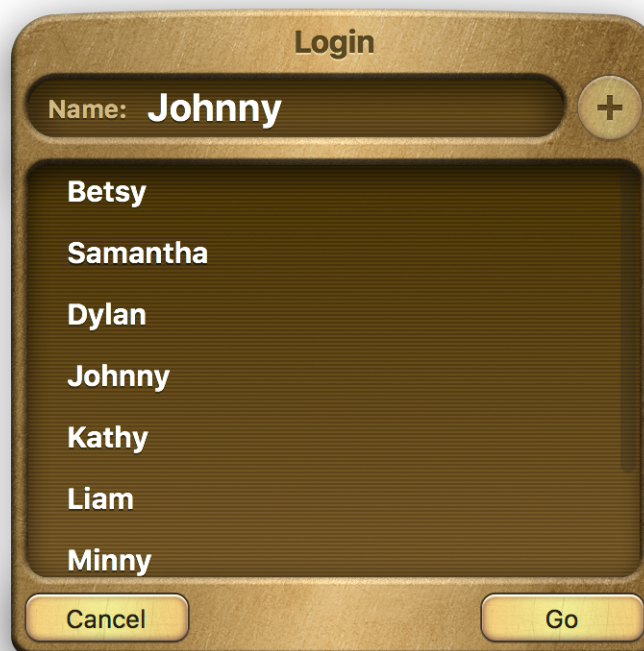 Login
Name: Johnny +
Betsy
Samantha
Dylan
Johnny
Kathy
Liam
Minny
Cancel Go